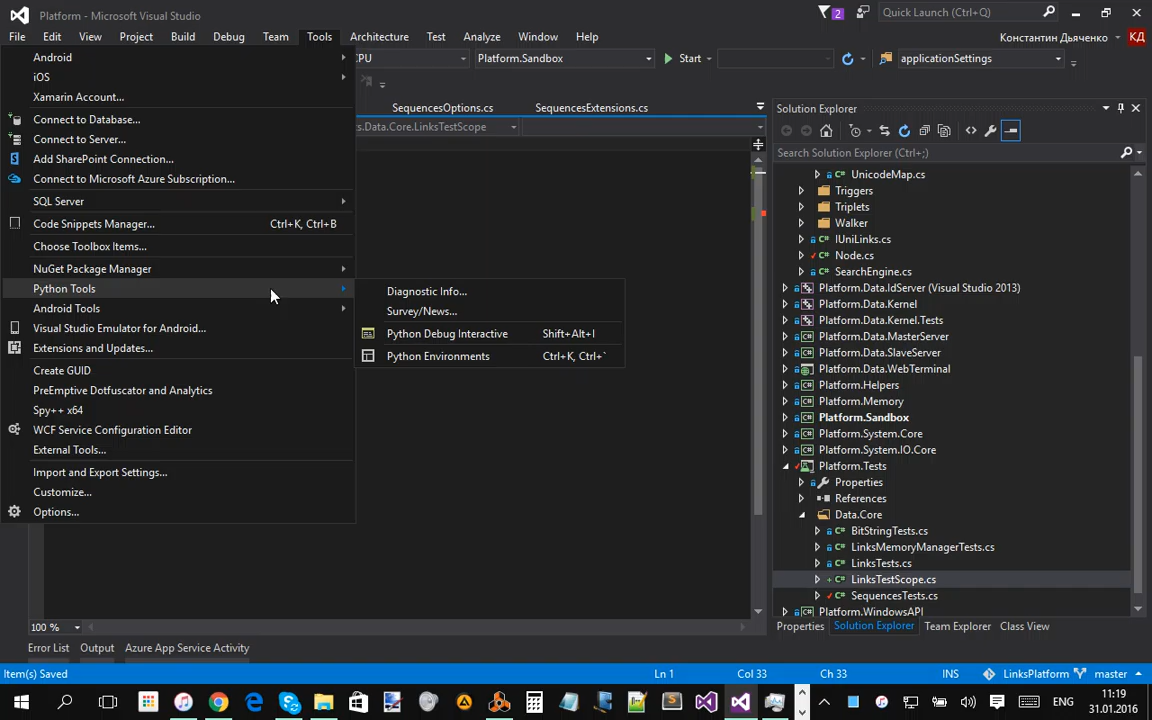 Platform - Microsoft Visual Studio
2
Quick Launch (Ctrl+Q)
File Edit View Project Build Debug Team Tools Architecture Test Analyze Window Help
Константин Дьяченко КД
PU Platform.Sandbox Start applicationSettings
SequencesOptions.cs SequencesExtensions.cs
s.Data.Core.LinksTestScope
Android
iOS
Xamarin Account...
Connect to Database...
Connect to Server...
Add SharePoint Connection...
Connect to Microsoft Azure Subscription...
SQL Server
Code Snippets Manager... Ctrl+K, Ctrl+B
Choose Toolbox Items...
NuGet Package Manager
Python Tools
Android Tools
Visual Studio Emulator for Android...
Extensions and Updates...
Create GUID
PreEmptive Dotfuscator and Analytics
Spy++ x64
WCF Service Configuration Editor
External Tools...
Import and Export Settings...
Customize...
Options...
Diagnostic Info...
Survey/News...
Python Debug Interactive Shift+Alt+I
Python Environments Ctrl+K, Ctrl+`
Solution Explorer
Search Solution Explorer (Ctrl+;)
UnicodeMap.cs
Triggers
Triplets
Walker
IUniLinks.cs
Node.cs
SearchEngine.cs
Platform.Data.IdServer (Visual Studio 2013)
Platform.Data.Kernel
Platform.Data.Kernel.Tests
Platform.Data.MasterServer
Platform.Data.SlaveServer
Platform.Data.WebTerminal
Platform.Helpers
Platform.Memory
Platform.Sandbox
Platform.System.Core
Platform.System.IO.Core
Platform.Tests
Properties
References
Data.Core
BitStringTests.cs
LinksMemoryManagerTests.cs
LinksTests.cs
LinksTestScope.cs
SequencesTests.cs
Platform.WindowsAPI
Properties Solution Explorer Team Explorer Class View
100 %
Error List Output Azure App Service Activity
Item(s) Saved Ln 1 Col 33 Ch 33 INS LinksPlatform master
ENG
11:19
31.01.2016